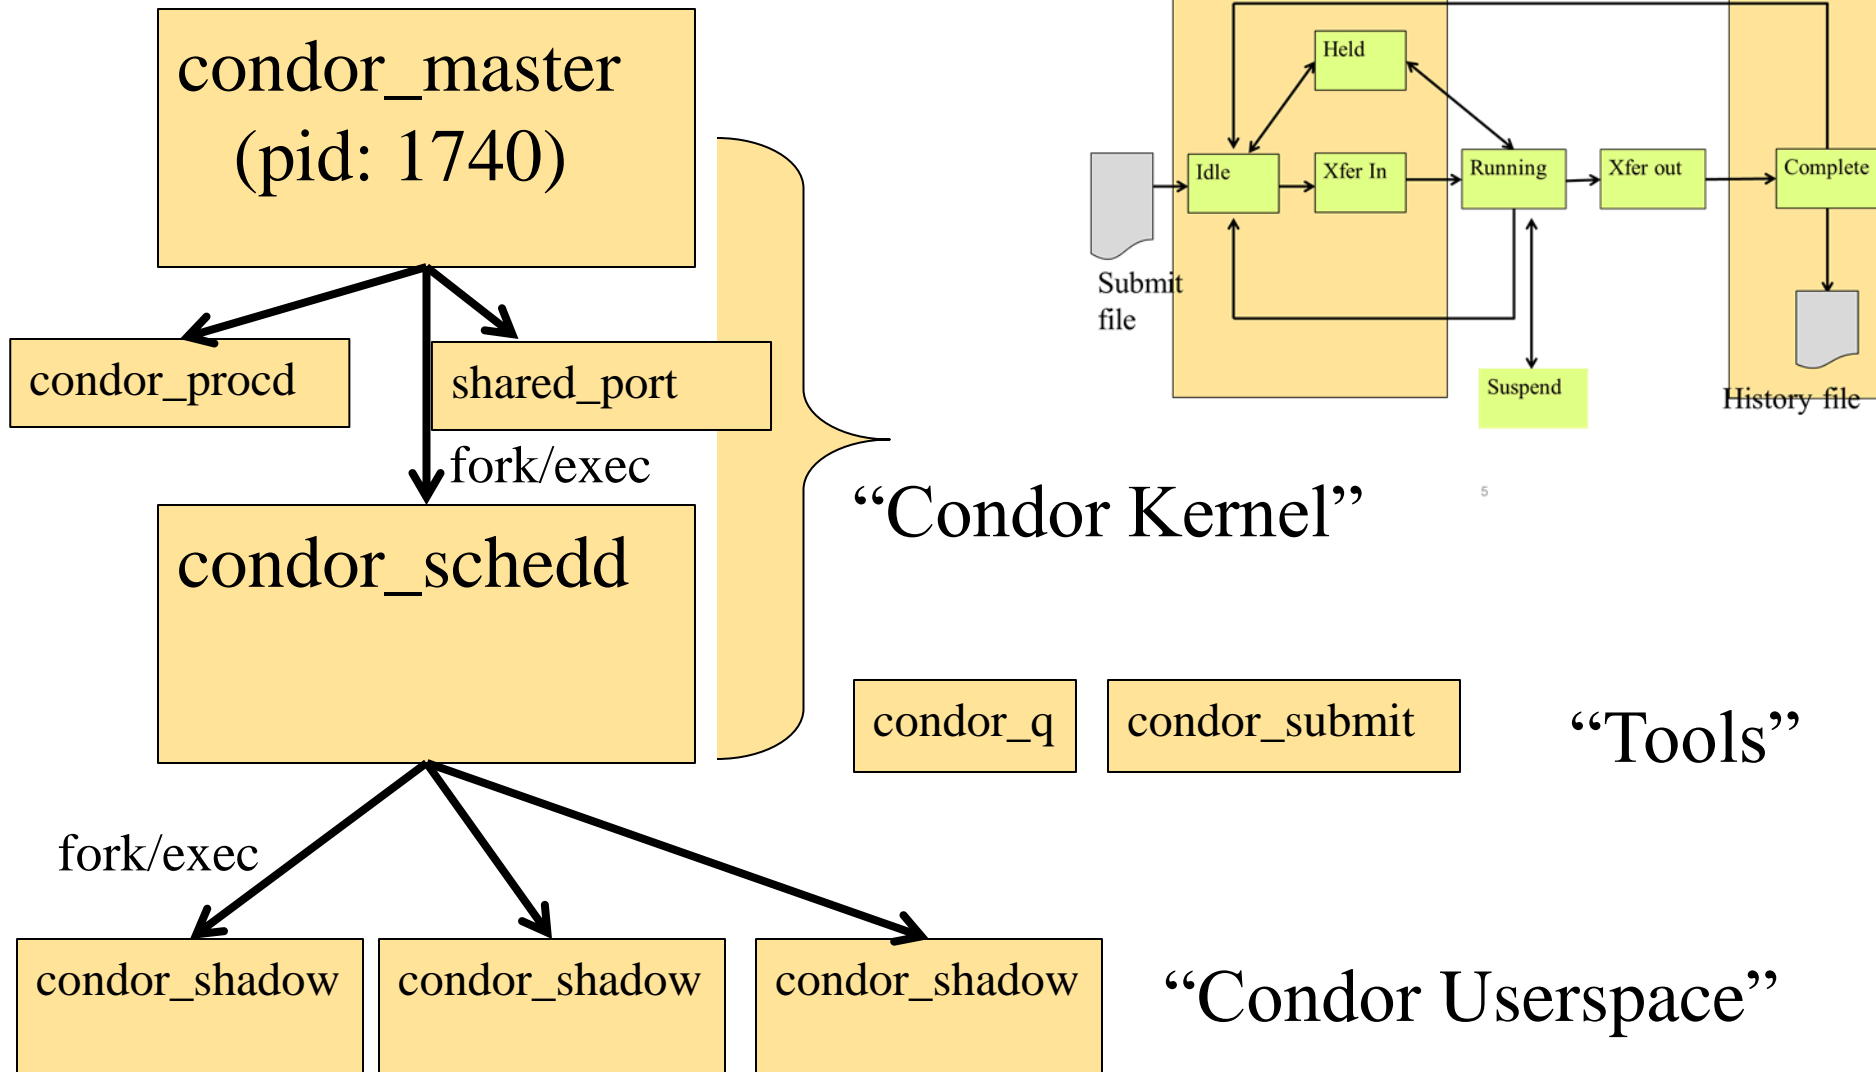 condor_master
(pid: 1740)
condor_procd
shared_port
fork/exec
condor_schedd
fork/exec
condor_shadow
condor_shadow
condor_shadow
Held
Idle
Xfer In
Running
Xfer out
Complete
Submit
file
Suspend
History file
5
“Condor Kernel”
condor_q
condor_submit
“Tools”
“Condor Userspace”